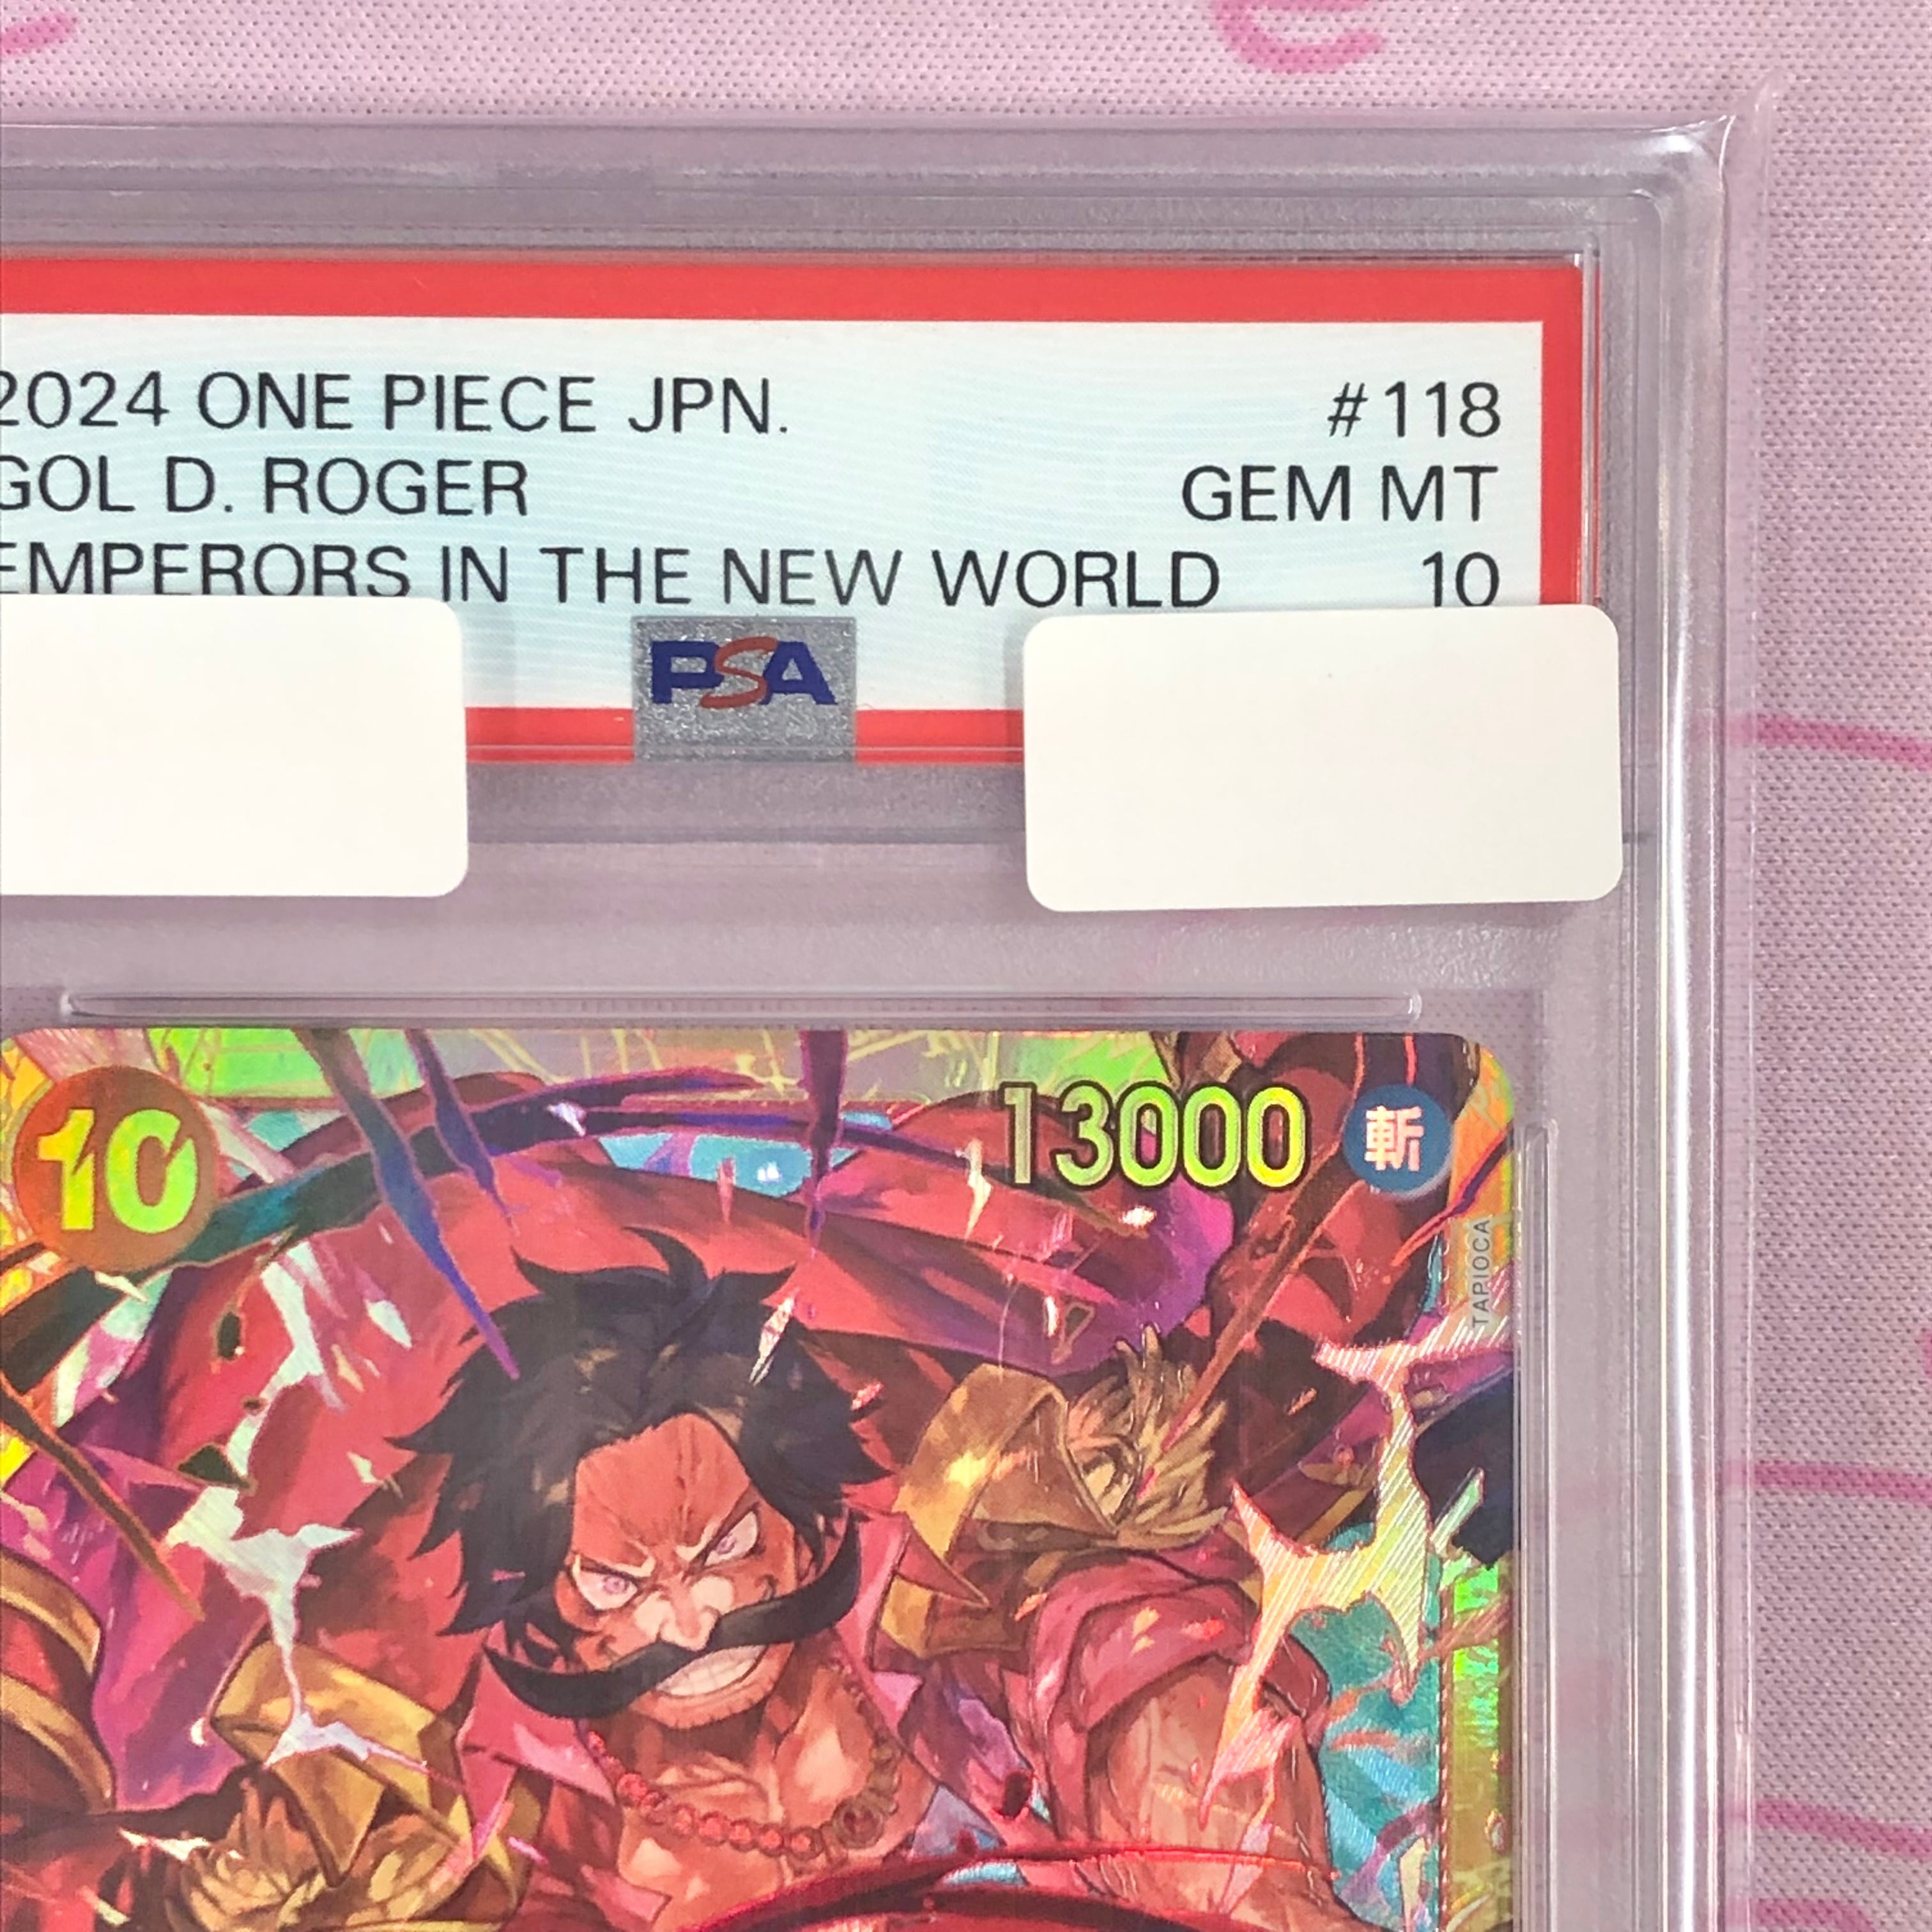 2024 ONE PIECE JPN. #118
GOL D. ROGER GEM MT
EMPERORS IN THE NEW WORLD 10
PSA
10 13000 斬
TAPIOCA